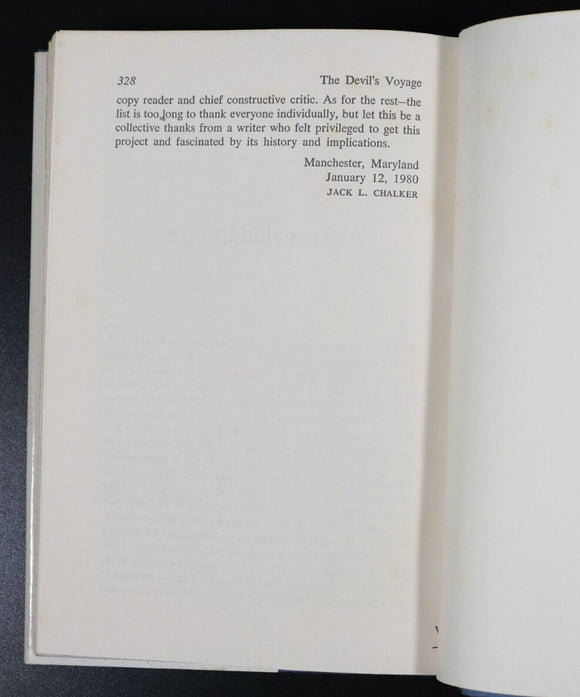 328 The Devil's Voyage
copy reader and chief constructive critic. As for the rest—the
list is too long to thank everyone individually, but let this be a
collective thanks from a writer who felt privileged to get this
project and fascinated by its history and implications.
Manchester, Maryland
January 12, 1980
JACK L. CHALKER